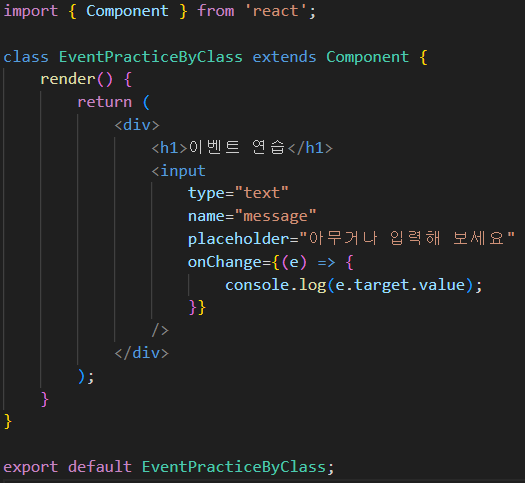 import { Component } from 'react';

class EventPracticeByClass extends Component {
    render() {
        return (
            <div>
                <h1>이벤트 연습</h1>
                <input
                    type="text"
                    name="message"
                    placeholder="아무거나 입력해 보세요"
                    onChange={(e) => {
                        console.log(e.target.value);
                    }}
                />
            </div>
        );
    }
}

export default EventPracticeByClass;